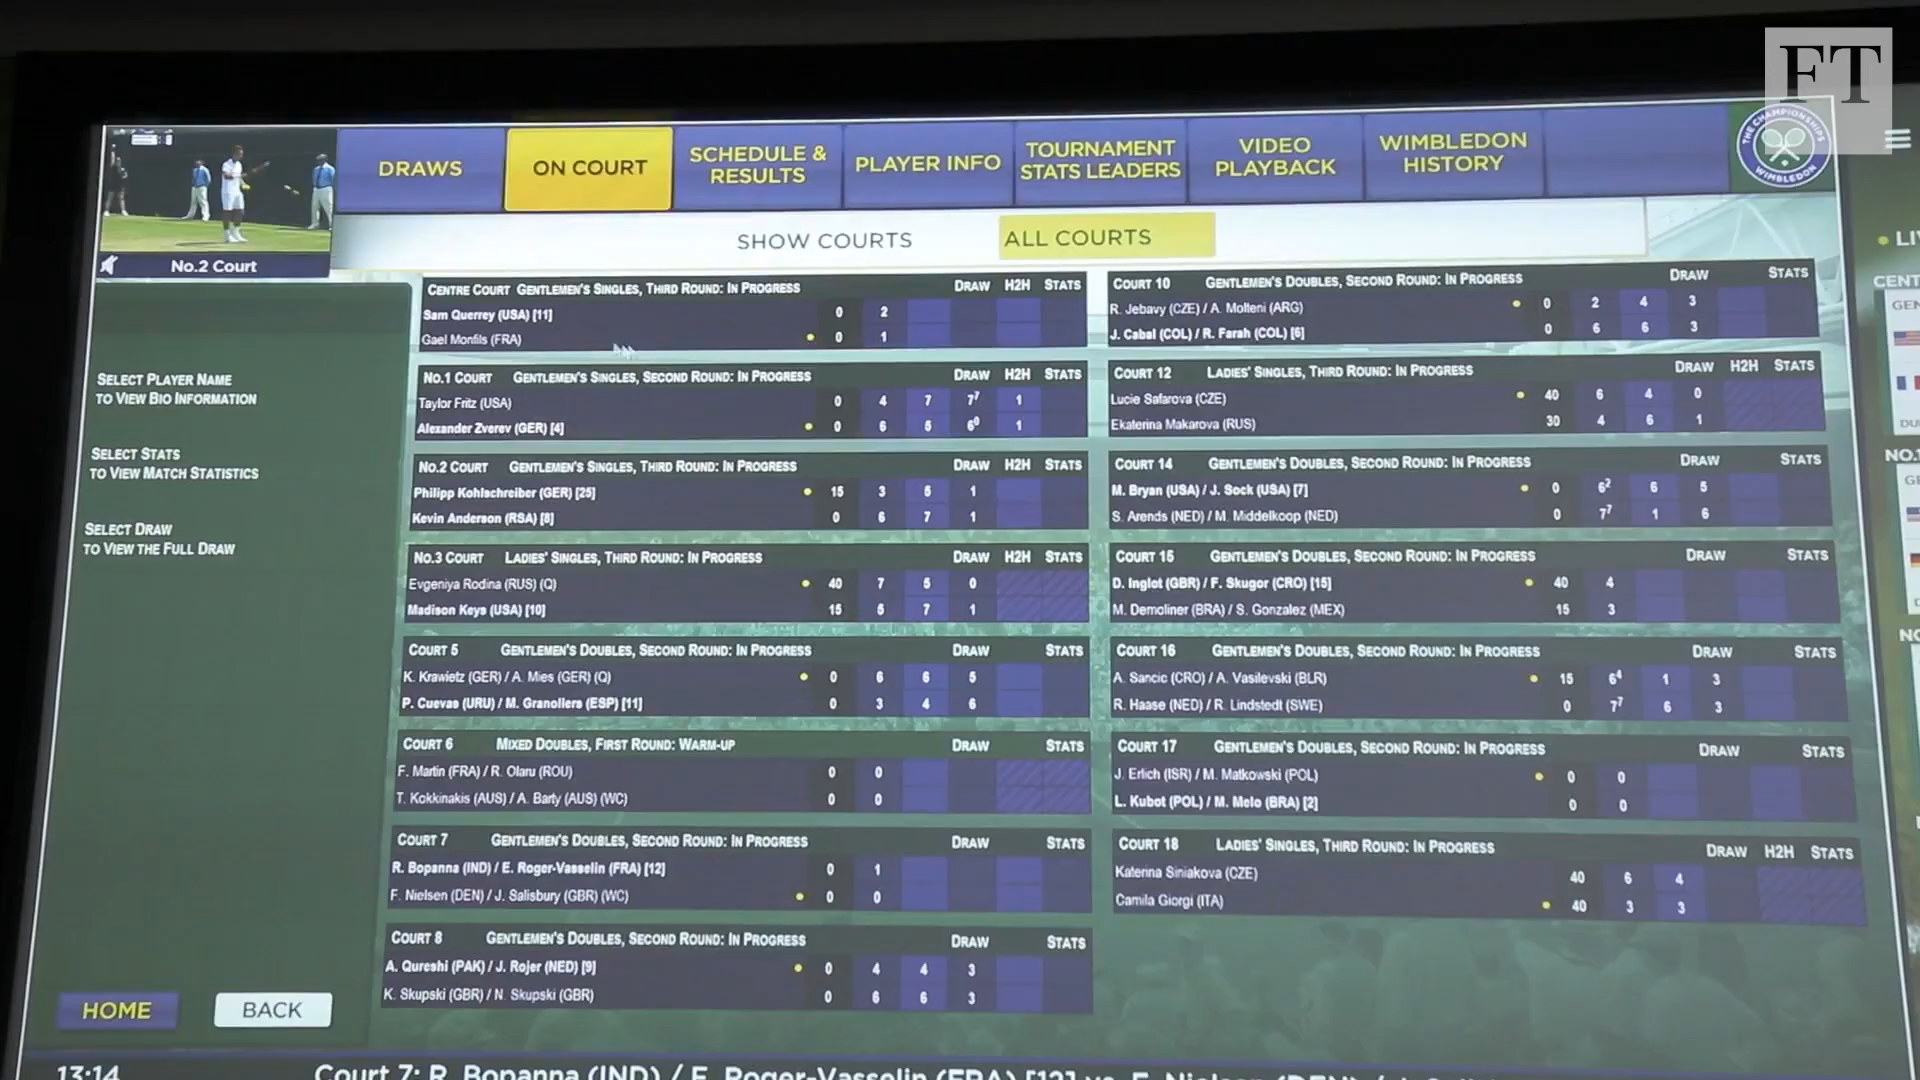 FT
DRAWS
ON COURT
SCHEDULE &
RESULTS
PLAYER INFO
TOURNAMENT
STATS LEADERS
VIDEO
PLAYBACK
WIMBLEDON
HISTORY
THE CHAMPIONSHIPS
WIMBLEDON
No.2 Court
SHOW COURTS
ALL COURTS
SELECT PLAYER NAME
TO VIEW BIO INFORMATION
SELECT STATS
TO VIEW MATCH STATISTICS
SELECT DRAW
TO VIEW THE FULL DRAW
HOME
BACK
CENTRE COURT GENTLEMEN'S SINGLES, THIRD ROUND: IN PROGRESS DRAW H2H STATS
Sam Querrey (USA) [11] 0 2
Gael Monfils (FRA) 0 1
NO.1 COURT GENTLEMEN'S SINGLES, SECOND ROUND: IN PROGRESS DRAW H2H STATS
Taylor Fritz (USA) 0 4 7 7⁷ 1
Alexander Zverev (GER) [4] 0 6 5 6⁰ 1
NO.2 COURT GENTLEMEN'S SINGLES, THIRD ROUND: IN PROGRESS DRAW H2H STATS
Philipp Kohlschreiber (GER) [25] 15 3 5 1
Kevin Anderson (RSA) [8] 0 6 7 1
NO.3 COURT LADIES' SINGLES, THIRD ROUND: IN PROGRESS DRAW H2H STATS
Evgeniya Rodina (RUS) (Q) 40 7 5 0
Madison Keys (USA) [10] 15 5 7 1
COURT 5 GENTLEMEN'S DOUBLES, SECOND ROUND: IN PROGRESS DRAW STATS
K. Krawietz (GER) / A. Mies (GER) (Q) 0 6 6 5
P. Cuevas (URU) / M. Granollers (ESP) [11] 0 3 4 6
COURT 6 MIXED DOUBLES, FIRST ROUND: WARM-UP DRAW STATS
F. Martin (FRA) / R. Olaru (ROU) 0 0
T. Kokkinakis (AUS) / A. Barty (AUS) (WC) 0 0
COURT 7 GENTLEMEN'S DOUBLES, SECOND ROUND: IN PROGRESS DRAW STATS
R. Bopanna (IND) / E. Roger-Vasselin (FRA) [12] 0 1
F. Nielsen (DEN) / J. Salisbury (GBR) (WC) 0 0
COURT 8 GENTLEMEN'S DOUBLES, SECOND ROUND: IN PROGRESS DRAW STATS
A. Qureshi (PAK) / J. Rojer (NED) [9] 0 4 4 3
K. Skupski (GBR) / N. Skupski (GBR) 0 6 6 3
COURT 10 GENTLEMEN'S DOUBLES, SECOND ROUND: IN PROGRESS DRAW STATS
R. Jebavy (CZE) / A. Molteni (ARG) 0 2 4 3
J. Cabal (COL) / R. Farah (COL) [6] 0 6 6 3
COURT 12 LADIES' SINGLES, THIRD ROUND: IN PROGRESS DRAW H2H STATS
Lucie Safarova (CZE) 40 6 4 0
Ekaterina Makarova (RUS) 30 4 6 1
COURT 14 GENTLEMEN'S DOUBLES, SECOND ROUND: IN PROGRESS DRAW STATS
M. Bryan (USA) / J. Sock (USA) [7] 0 6² 6 5
S. Arends (NED) / M. Middelkoop (NED) 0 7⁷ 1 6
COURT 15 GENTLEMEN'S DOUBLES, SECOND ROUND: IN PROGRESS DRAW STATS
D. Inglot (GBR) / F. Skugor (CRO) [15] 40 4
M. Demoliner (BRA) / S. Gonzalez (MEX) 15 3
COURT 16 GENTLEMEN'S DOUBLES, SECOND ROUND: IN PROGRESS DRAW STATS
A. Sancic (CRO) / A. Vasilevski (BLR) 15 6⁴ 1 3
R. Haase (NED) / R. Lindstedt (SWE) 0 7⁷ 6 3
COURT 17 GENTLEMEN'S DOUBLES, SECOND ROUND: IN PROGRESS DRAW STATS
J. Erlich (ISR) / M. Matkowski (POL) 0 0
L. Kubot (POL) / M. Melo (BRA) [2] 0 0
COURT 18 LADIES' SINGLES, THIRD ROUND: IN PROGRESS DRAW H2H STATS
Katerina Siniakova (CZE) 40 6 4
Camila Giorgi (ITA) 40 3 3
13:14
Court 7: R. Bopanna (IND) / E. Roger-Vasselin (FRA) [12] vs. F. Nielsen (DEN) /